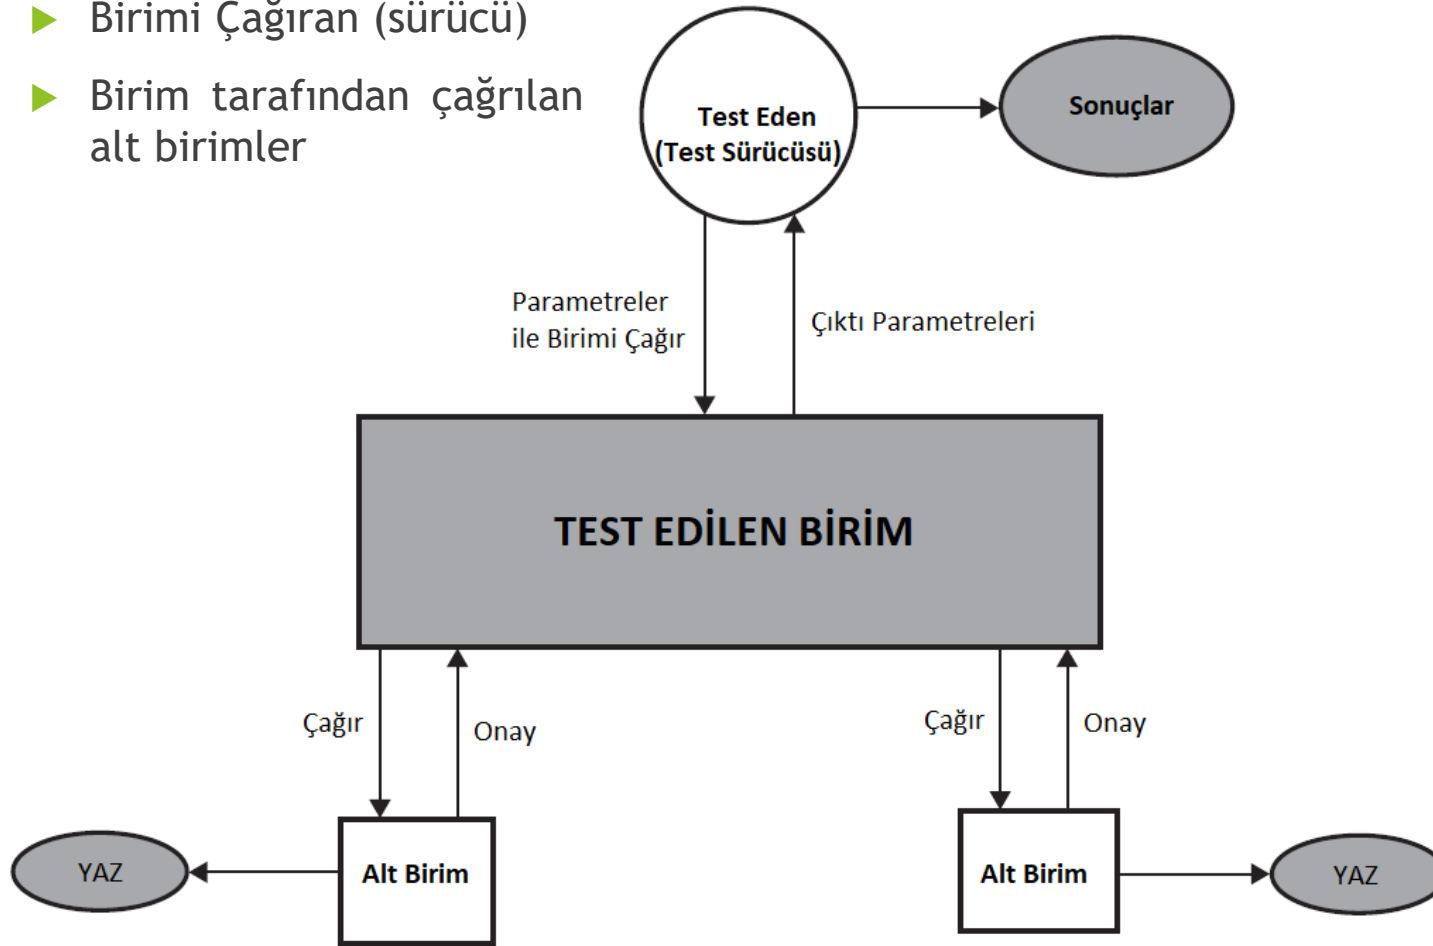 Birimi Çağıran (sürücü)
Birim tarafından çağrılan
alt birimler
Test Eden
(Test Sürücüsü)
Sonuçlar
Parametreler
ile Birimi Çağır
Çıktı Parametreleri
TEST EDİLEN BİRİM
Çağır
Onay
Çağır
Onay
YAZ
Alt Birim
Alt Birim
YAZ